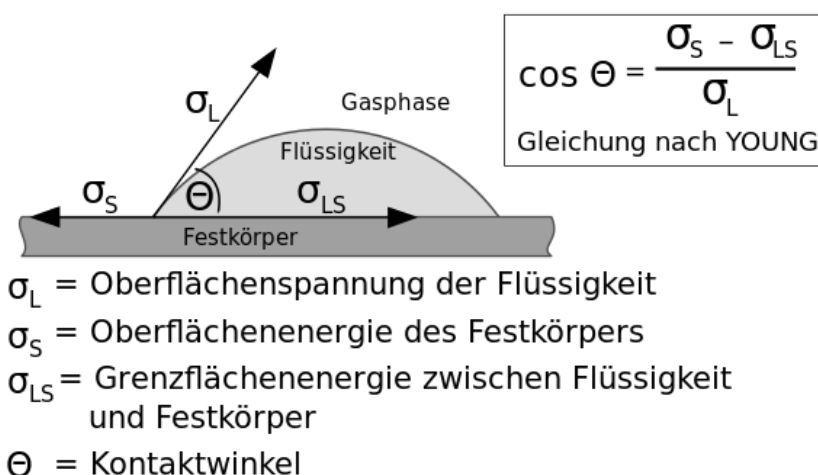 σL
Gasphase
Flüssigkeit
σS
Θ
σLS
Festkörper
cos Θ = (σS – σLS) / σL
Gleichung nach YOUNG
σL = Oberflächenspannung der Flüssigkeit
σS = Oberflächenenergie des Festkörpers
σLS = Grenzflächenenergie zwischen Flüssigkeit
und Festkörper
Θ = Kontaktwinkel